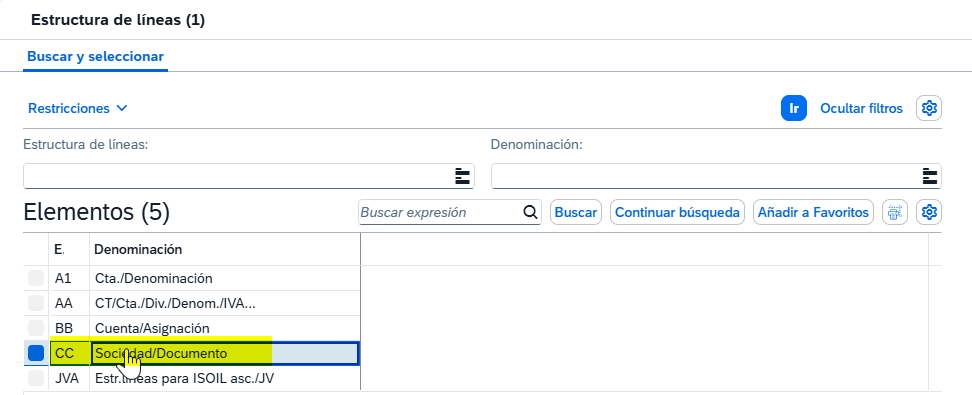 Estructura de líneas (1)
Buscar y seleccionar
Restricciones
Ir
Ocultar filtros
Estructura de líneas:
Denominación:
Elementos (5)
Buscar expresión
Buscar
Continuar búsqueda
Añadir a Favoritos
E. Denominación
A1 Cta./Denominación
AA CT/Cta./Div./Denom./IVA...
BB Cuenta/Asignación
CC Sociedad/Documento
JVA Estr.líneas para ISOIL asc./JV